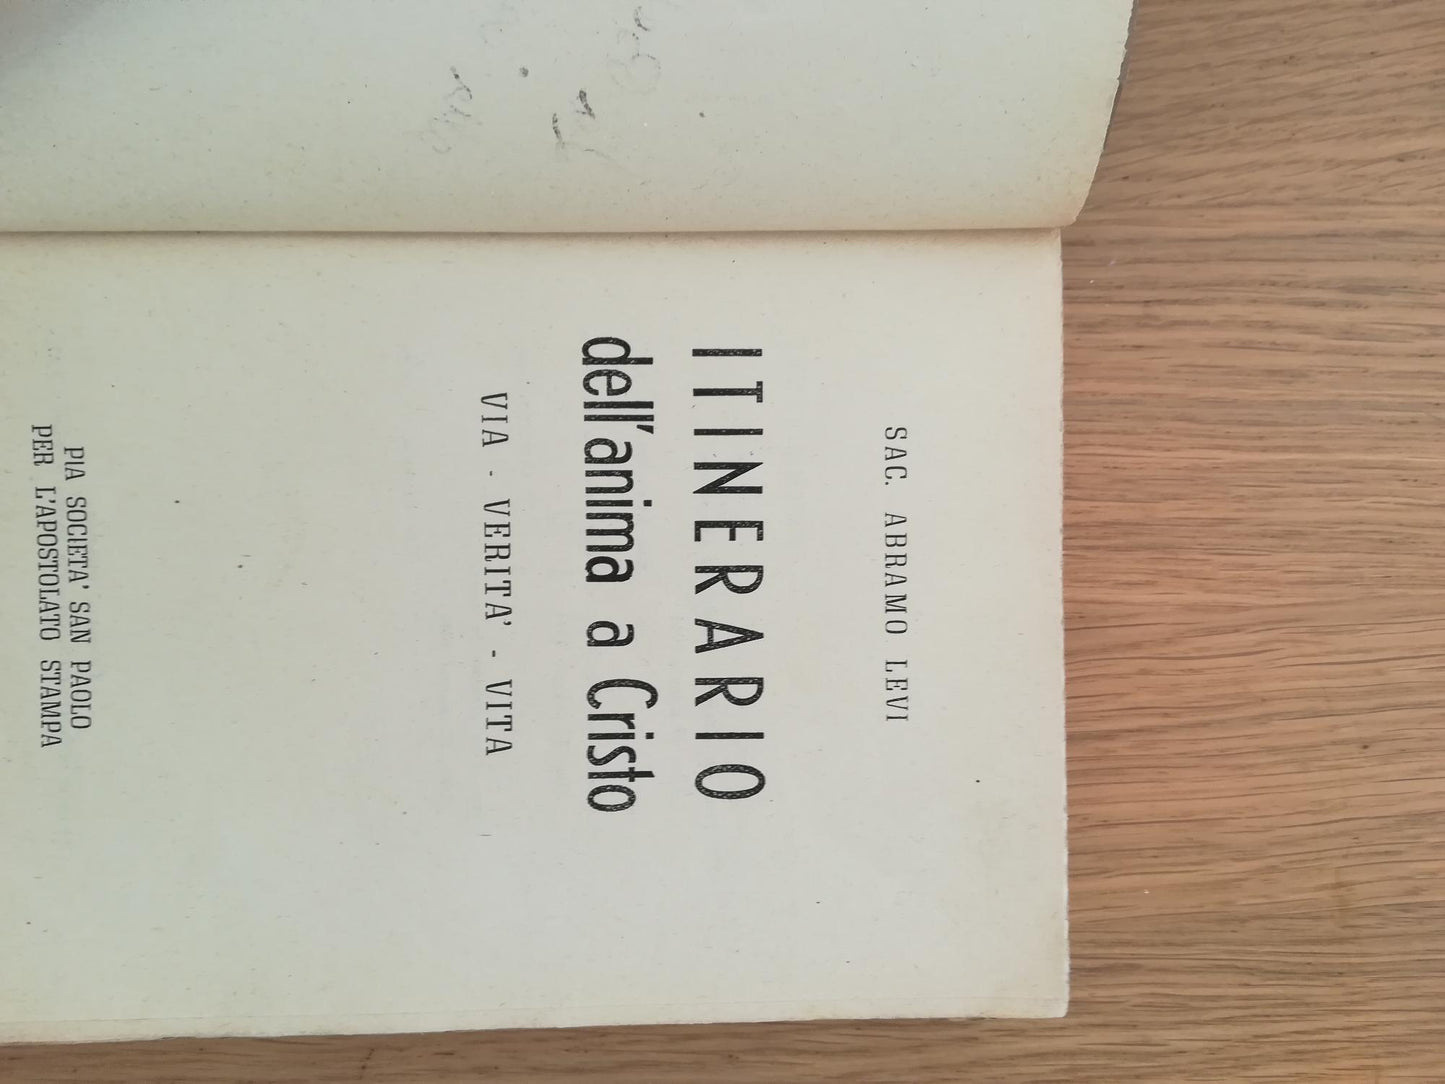 SAC. ABRAMO LEVI
ITINERARIO
dell'anima a Cristo
VIA - VERITA' - VITA
PIA SOCIETA' SAN PAOLO
PER L'APOSTOLATO STAMPA